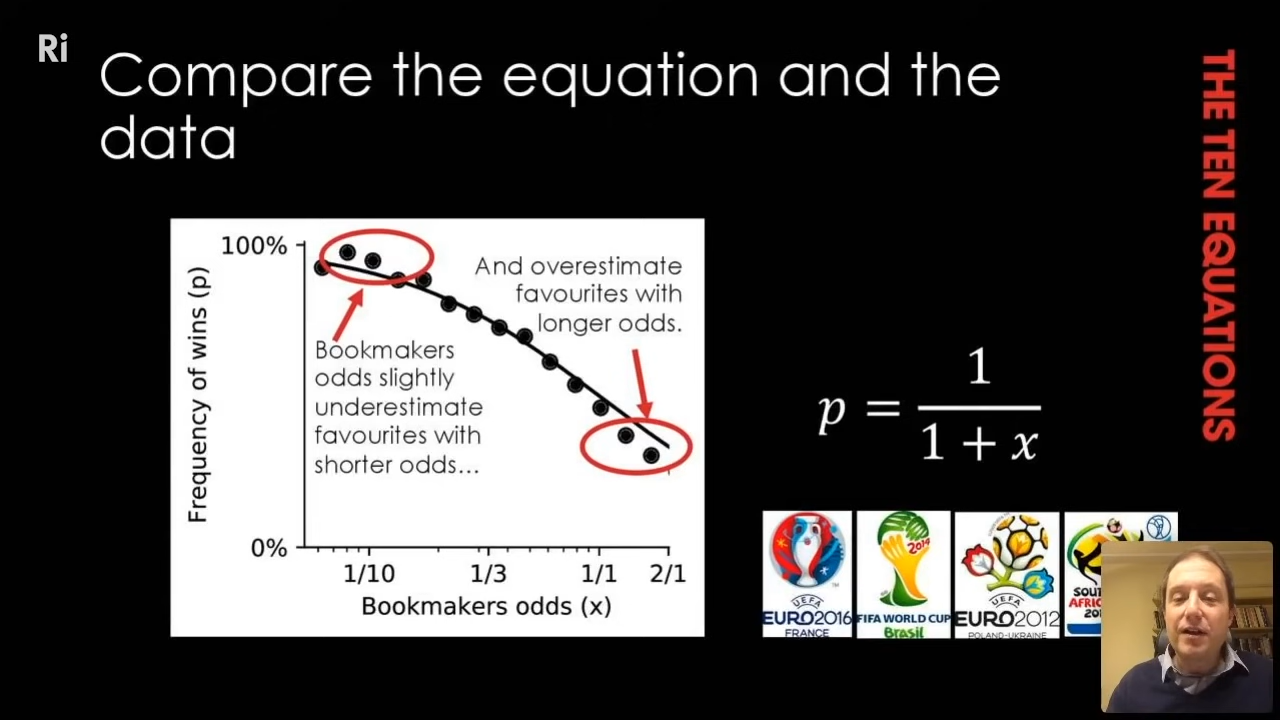 Ri
Compare the equation and the
data
THE TEN EQUATIONS
100%
0%
Frequency of wins (p)
And overestimate
favourites with
longer odds.
Bookmakers
odds slightly
underestimate
favourites with
shorter odds...
1/10 1/3 1/1 2/1
Bookmakers odds (x)
p = 1 / (1 + x)
UEFA
EURO2016
FRANCE
2014
FIFA WORLD CUP
Brasil
UEFA
EURO2012
POLAND-UKRAINE